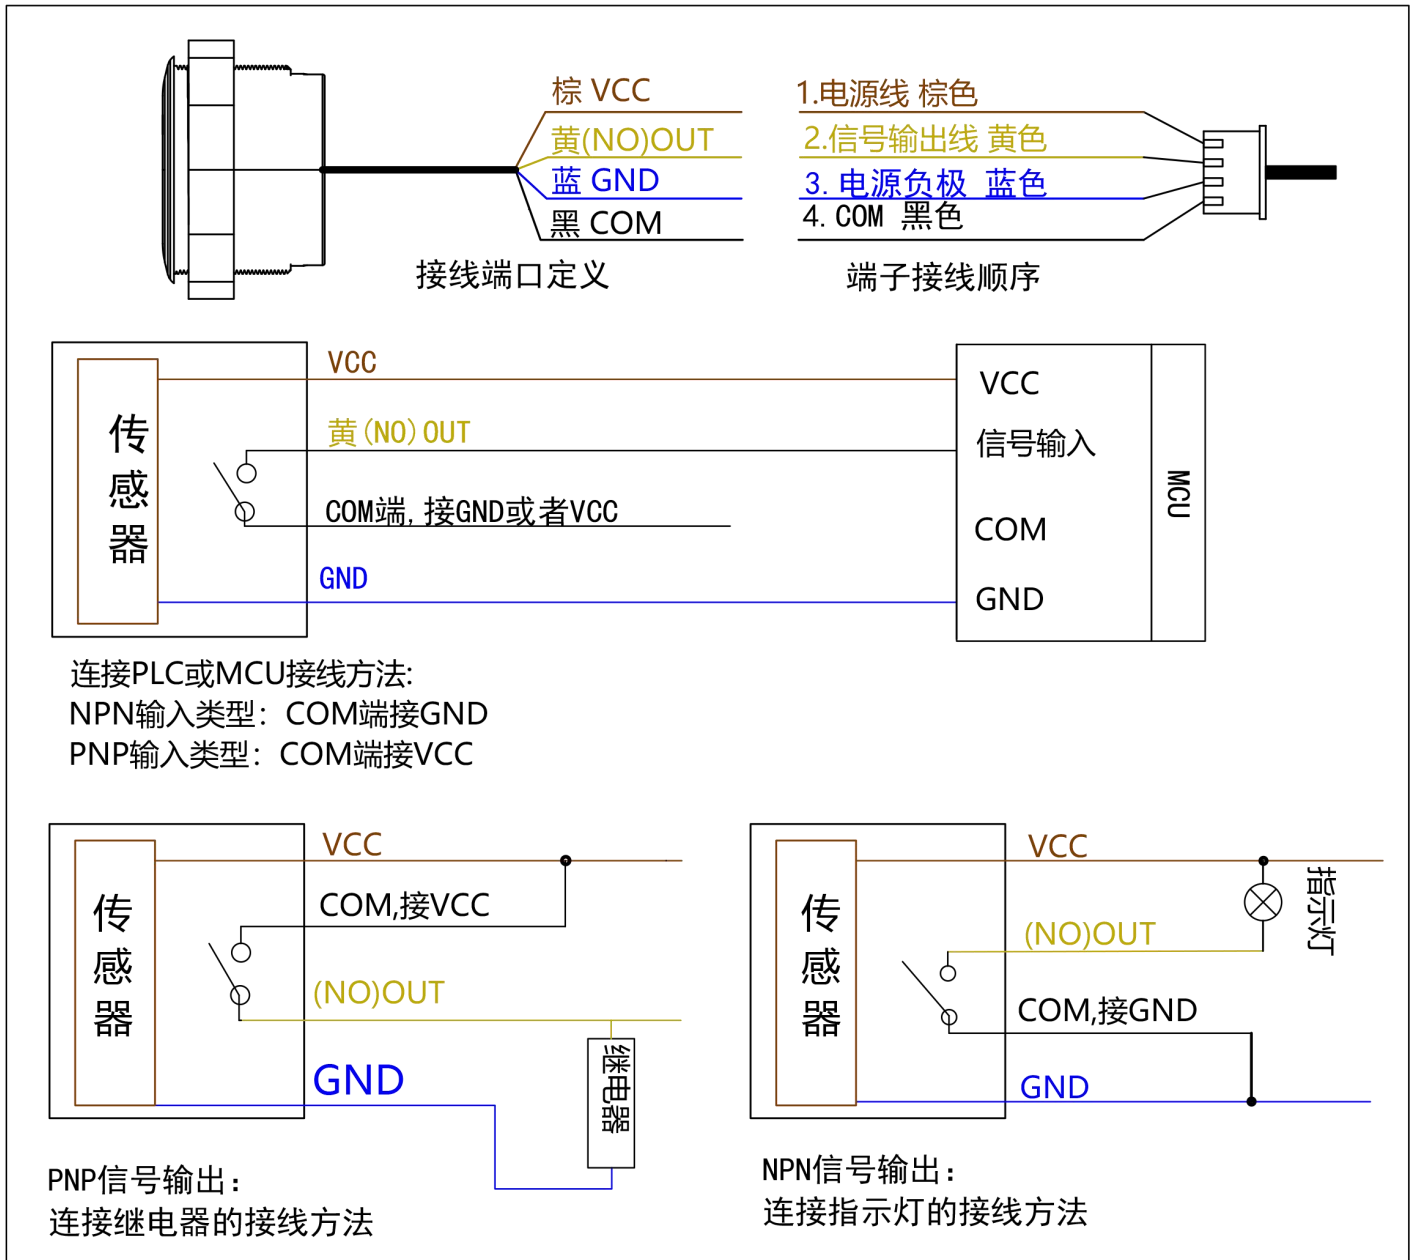 棕 VCC
黄(NO)OUT
蓝 GND
黑 COM
接线端口定义
1.电源线 棕色
2.信号输出线 黄色
3. 电源负极 蓝色
4. COM 黑色
端子接线顺序
传感器
VCC
黄(NO)OUT
COM端,接GND或者VCC
GND
VCC
信号输入
COM
GND
MCU
连接PLC或MCU接线方法:
NPN输入类型：COM端接GND
PNP输入类型：COM端接VCC
传感器
VCC
COM,接VCC
(NO)OUT
GND
继电器
PNP信号输出：
连接继电器的接线方法
传感器
VCC
指示灯
(NO)OUT
COM,接GND
GND
NPN信号输出：
连接指示灯的接线方法